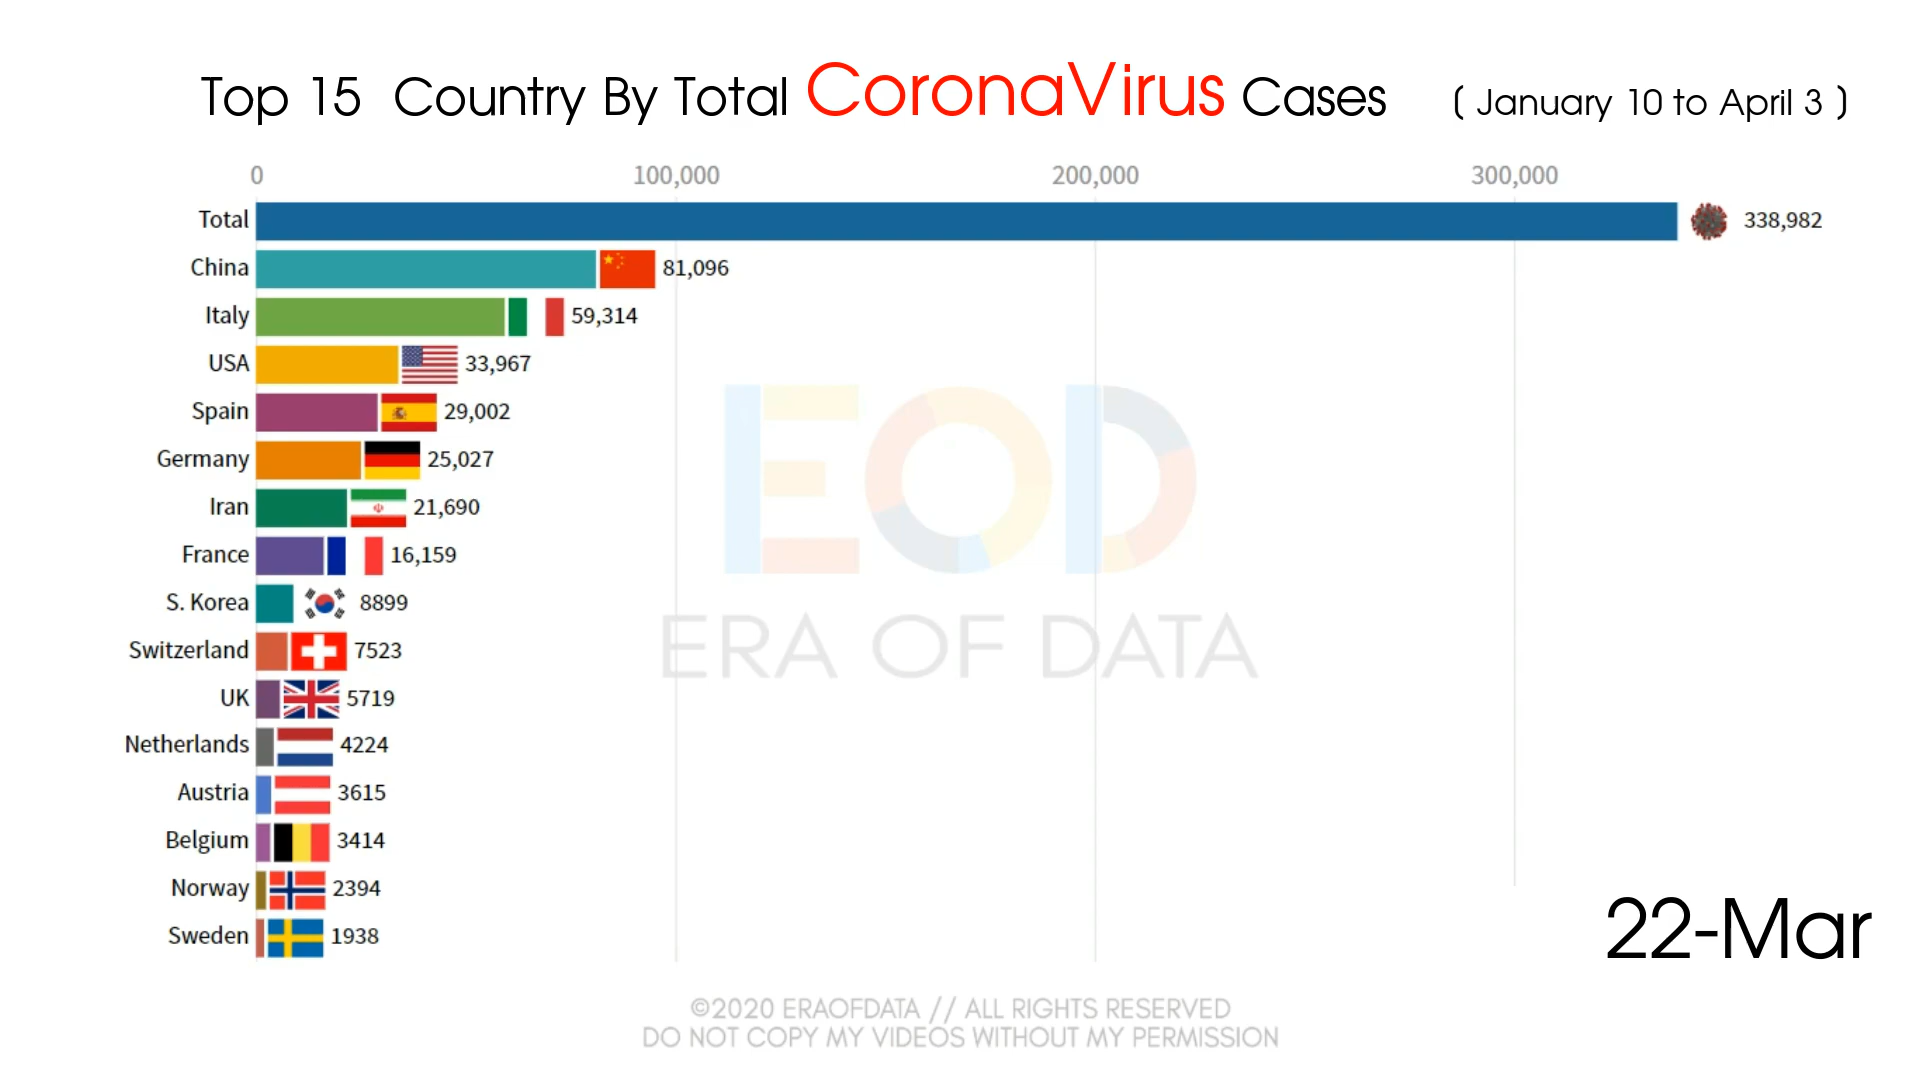 Top 15 Country By Total CoronaVirus Cases ( January 10 to April 3 )
0 100,000 200,000 300,000
Total 338,982
China 81,096
Italy 59,314
USA 33,967
Spain 29,002
Germany 25,027
Iran 21,690
France 16,159
S. Korea 8899
Switzerland 7523
UK 5719
Netherlands 4224
Austria 3615
Belgium 3414
Norway 2394
Sweden 1938
EOD
ERA OF DATA
22-Mar
©2020 ERAOFDATA // ALL RIGHTS RESERVED
DO NOT COPY MY VIDEOS WITHOUT MY PERMISSION